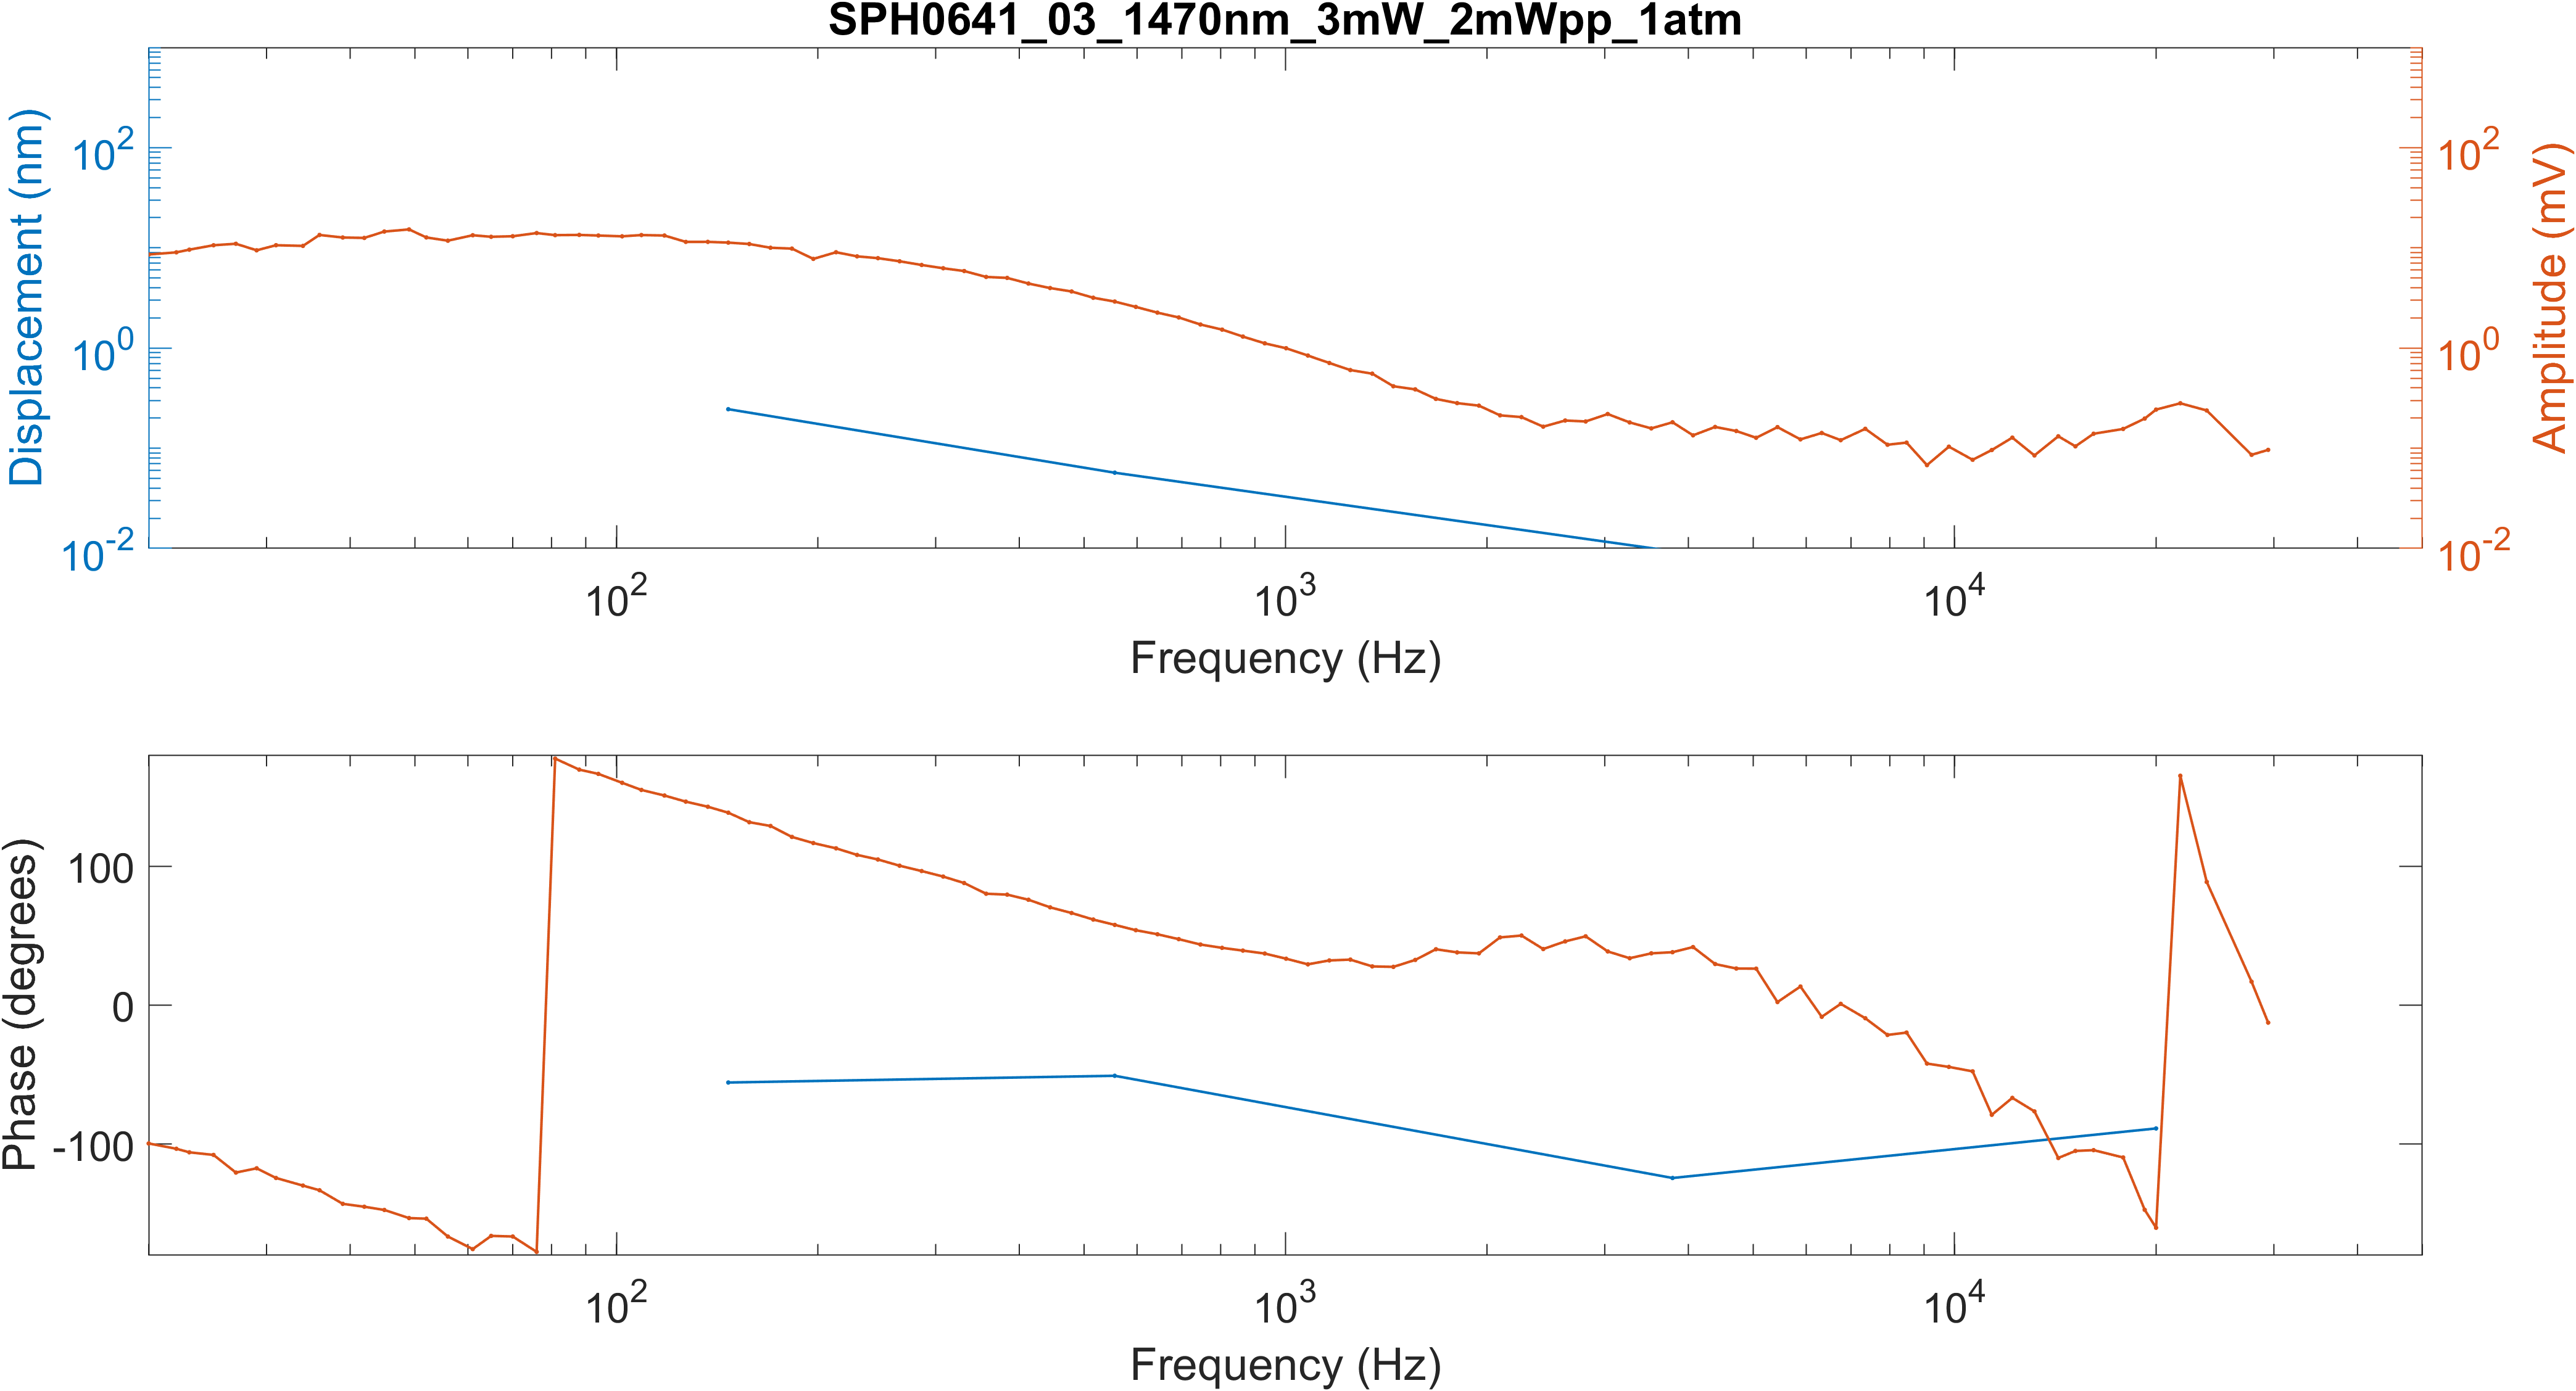 SPH0641_03_1470nm_3mW_2mWpp_1atm
Displacement (nm)
10^2
10^0
10^-2
Amplitude (mV)
10^2
10^0
10^-2
10^2 10^3 10^4
Frequency (Hz)
Phase (degrees)
100
0
-100
10^2 10^3 10^4
Frequency (Hz)